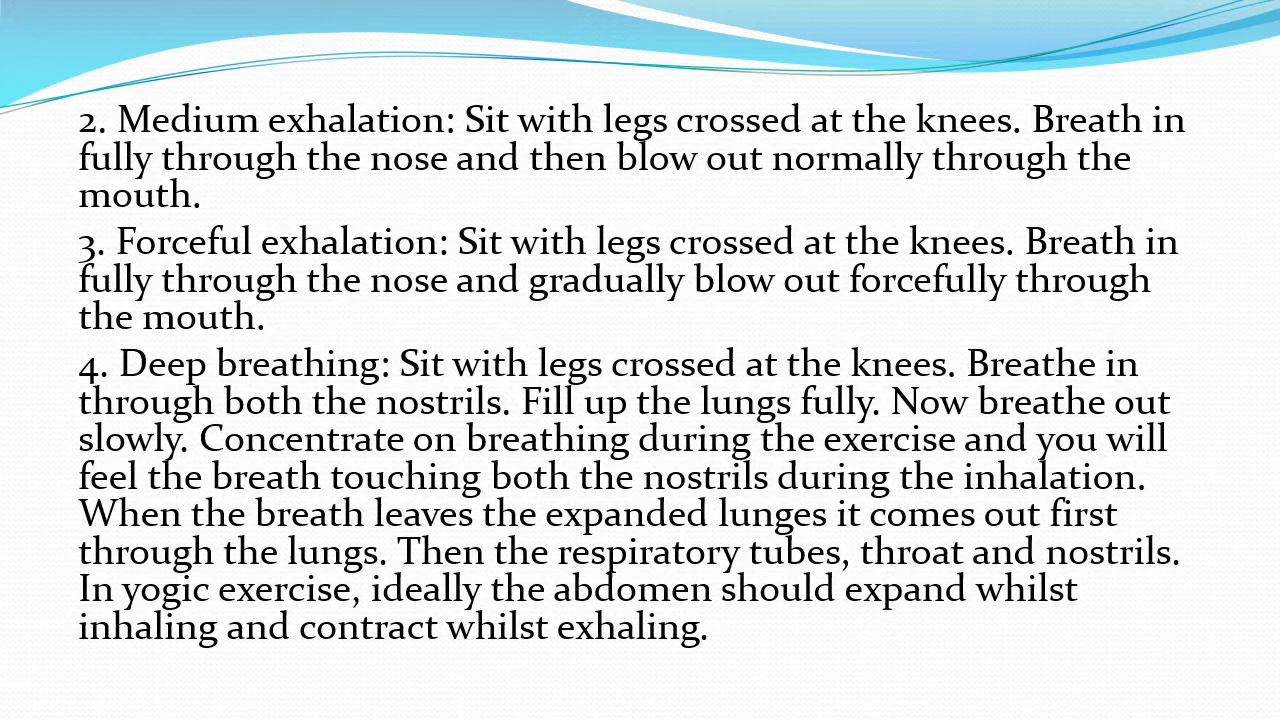 2. Medium exhalation: Sit with legs crossed at the knees. Breath in
fully through the nose and then blow out normally through the
mouth.
3. Forceful exhalation: Sit with legs crossed at the knees. Breath in
fully through the nose and gradually blow out forcefully through
the mouth.
4. Deep breathing: Sit with legs crossed at the knees. Breathe in
through both the nostrils. Fill up the lungs fully. Now breathe out
slowly. Concentrate on breathing during the exercise and you will
feel the breath touching both the nostrils during the inhalation.
When the breath leaves the expanded lunges it comes out first
through the lungs. Then the respiratory tubes, throat and nostrils.
In yogic exercise, ideally the abdomen should expand whilst
inhaling and contract whilst exhaling.